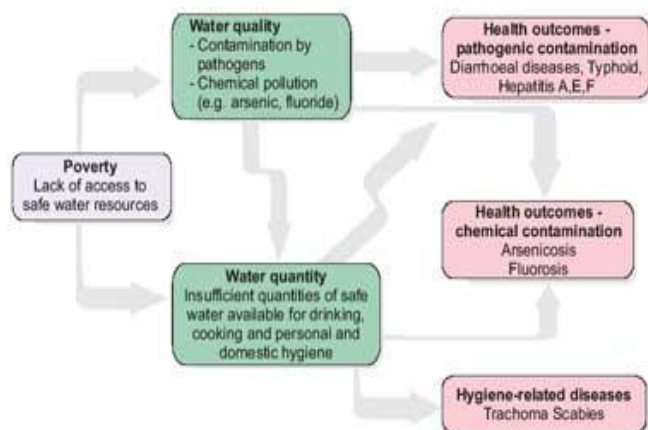 Water quality
- Contamination by
pathogens
- Chemical pollution
(e.g. arsenic, fluoride)
Health outcomes -
pathogenic contamination
Diarrhoeal diseases, Typhoid,
Hepatitis A,E,F
Poverty
Lack of access to
safe water resources
Health outcomes -
chemical contamination
Arsenicosis
Fluorosis
Water quantity
Insufficient quantities of safe
water available for drinking,
cooking and personal and
domestic hygiene
Hygiene-related diseases
Trachoma Scabies